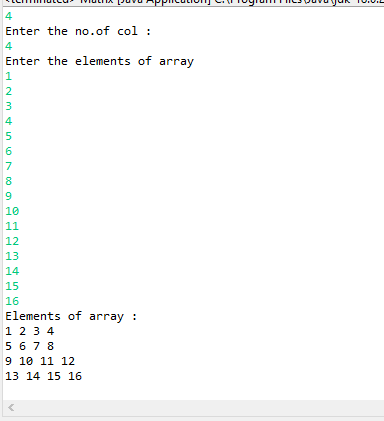 <terminated> Matrix [Java Application] C:\Program Files\Java\jdk-16.0.2
4
Enter the no.of col :
4
Enter the elements of array
1
2
3
4
5
6
7
8
9
10
11
12
13
14
15
16
Elements of array :
1 2 3 4
5 6 7 8
9 10 11 12
13 14 15 16